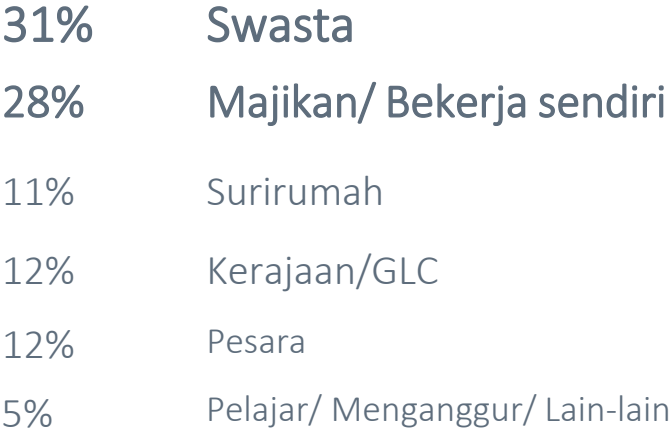 31% Swasta
28% Majikan/ Bekerja sendiri
11% Surirumah
12% Kerajaan/GLC
12% Pesara
5% Pelajar/ Menganggur/ Lain-lain